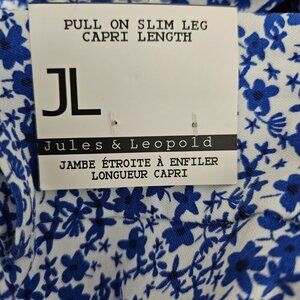 PULL ON SLIM LEG
CAPRI LENGTH
JL
Jules & Leopold
JAMBE ÉTROITE À ENFILER
LONGUEUR CAPRI